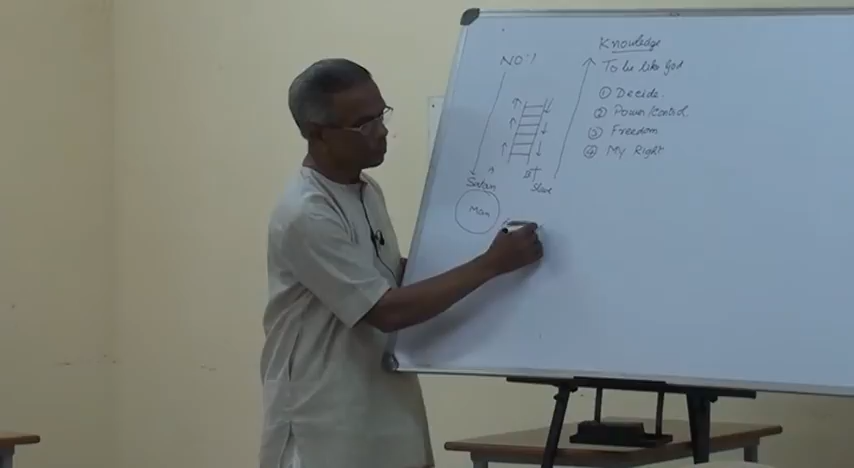 NO!
Satan
Man
1st
Slave
Knowledge
To be like God
① Decide.
② Power/control
③ Freedom
④ My Right